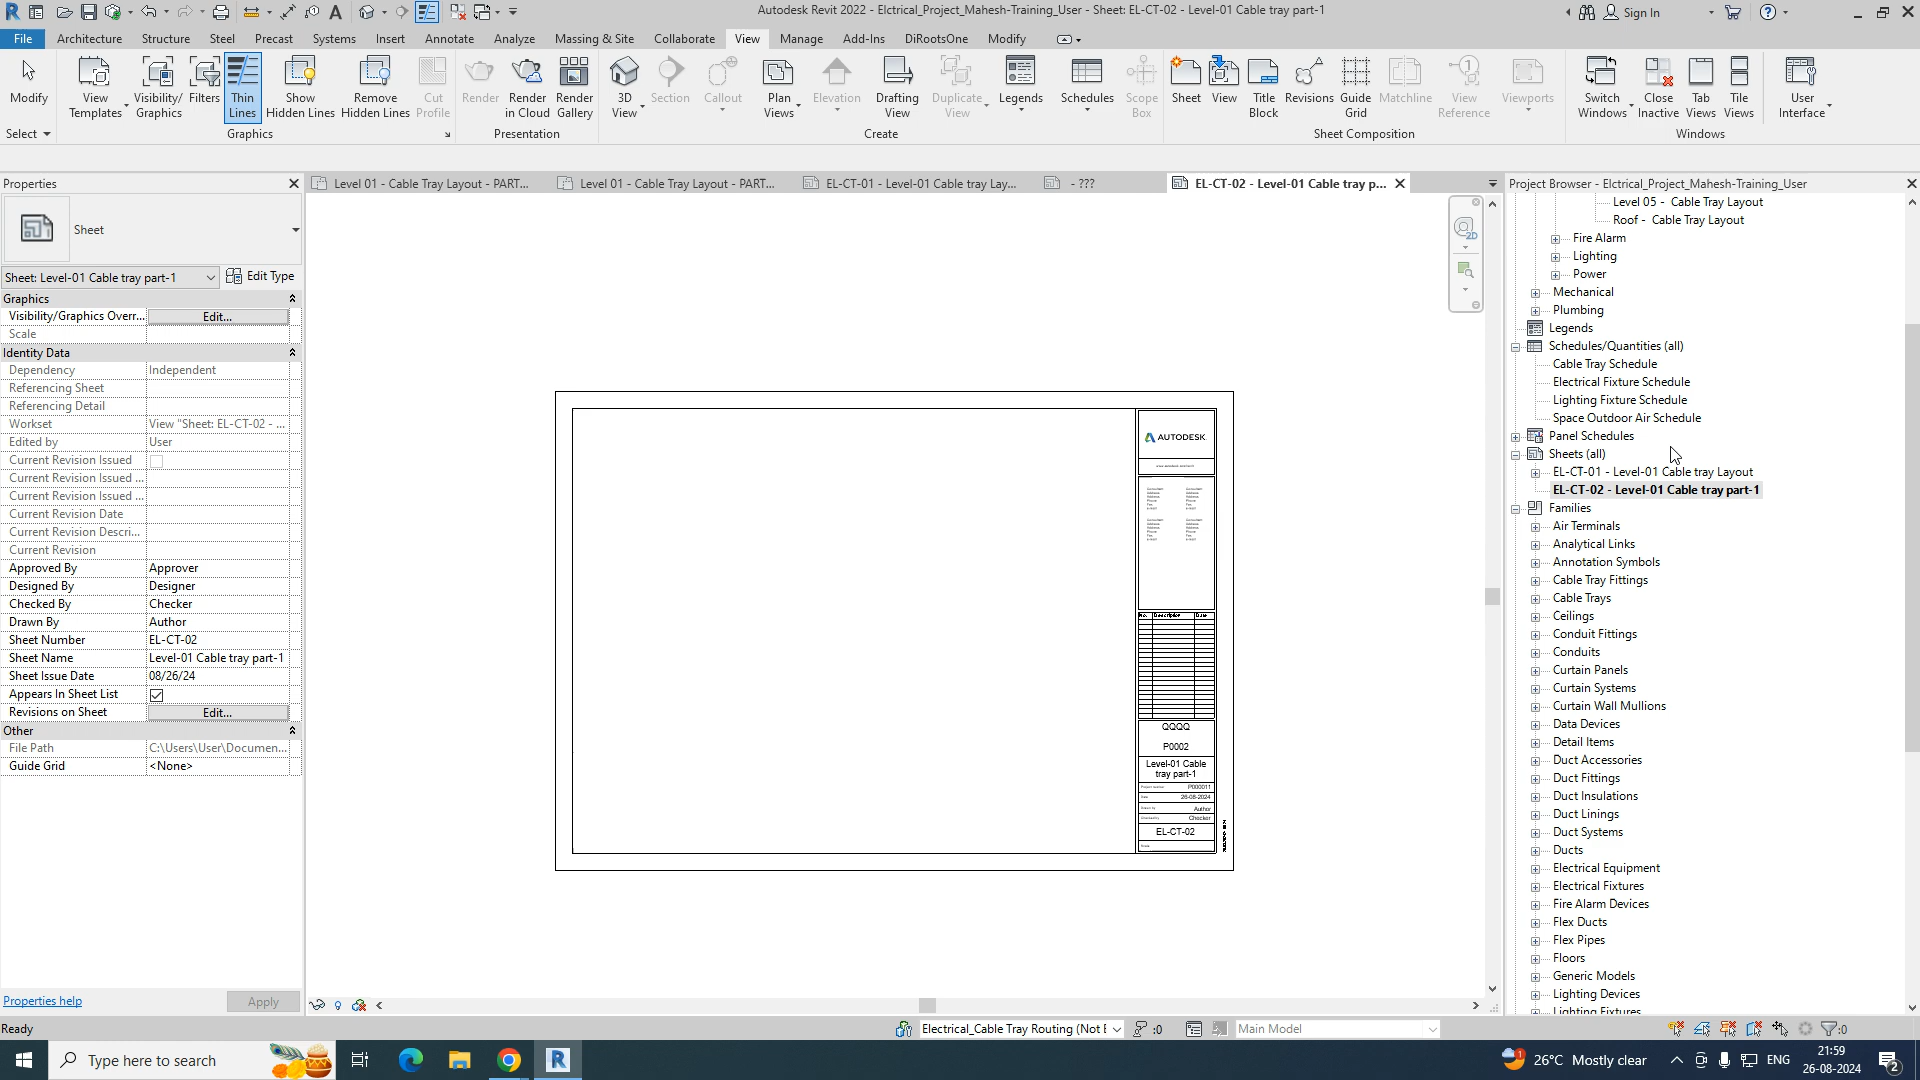 Autodesk Revit 2022 - Elctrical_Project_Mahesh-Training_User - Sheet: EL-CT-02 - Level-01 Cable tray part-1
Sign In
File Architecture Structure Steel Precast Systems Insert Annotate Analyze Massing & Site Collaborate View Manage Add-Ins DiRootsOne Modify
Modify
View Templates
Visibility/ Graphics
Filters
Thin Lines
Show Hidden Lines
Remove Hidden Lines
Cut Profile
Render
Render in Cloud
Render Gallery
3D View
Section
Callout
Plan Views
Elevation
Drafting View
Duplicate View
Legends
Schedules
Scope Box
Sheet
View
Title Block
Revisions
Guide Grid
Matchline
View Reference
Viewports
Switch Windows
Close Inactive
Tab Views
Tile Views
User Interface
Select Graphics Presentation Create Sheet Composition Windows
Properties
Level 01 - Cable Tray Layout - PART...
Level 01 - Cable Tray Layout - PART...
EL-CT-01 - Level-01 Cable tray Lay...
- ???
EL-CT-02 - Level-01 Cable tray p...
Project Browser - Elctrical_Project_Mahesh-Training_User
Sheet
Sheet: Level-01 Cable tray part-1
Edit Type
Graphics
Visibility/Graphics Overr... Edit...
Scale
Identity Data
Dependency Independent
Referencing Sheet
Referencing Detail
Workset View "Sheet: EL-CT-02 - ...
Edited by User
Current Revision Issued
Current Revision Issued ...
Current Revision Issued ...
Current Revision Date
Current Revision Descri...
Current Revision
Approved By Approver
Designed By Designer
Checked By Checker
Drawn By Author
Sheet Number EL-CT-02
Sheet Name Level-01 Cable tray part-1
Sheet Issue Date 08/26/24
Appears In Sheet List
Revisions on Sheet Edit...
Other
File Path C:\Users\User\Documen...
Guide Grid <None>
Properties help
Apply
2D
AUTODESK.
No. Description Date
QQQQ
P0002
Level-01 Cable
tray part-1
P000011
26-08-2024
Author
Checker
EL-CT-02
Level 05 - Cable Tray Layout
Roof - Cable Tray Layout
Fire Alarm
Lighting
Power
Mechanical
Plumbing
Legends
Schedules/Quantities (all)
Cable Tray Schedule
Electrical Fixture Schedule
Lighting Fixture Schedule
Space Outdoor Air Schedule
Panel Schedules
Sheets (all)
EL-CT-01 - Level-01 Cable tray Layout
EL-CT-02 - Level-01 Cable tray part-1
Families
Air Terminals
Analytical Links
Annotation Symbols
Cable Tray Fittings
Cable Trays
Ceilings
Conduit Fittings
Conduits
Curtain Panels
Curtain Systems
Curtain Wall Mullions
Data Devices
Detail Items
Duct Accessories
Duct Fittings
Duct Insulations
Duct Linings
Duct Systems
Ducts
Electrical Equipment
Electrical Fixtures
Fire Alarm Devices
Flex Ducts
Flex Pipes
Floors
Generic Models
Lighting Devices
Lighting Fixtures
Ready
Electrical_Cable Tray Routing (Not E
:0
Main Model
:0
Type here to search
26°C Mostly clear
ENG
21:59
26-08-2024
2